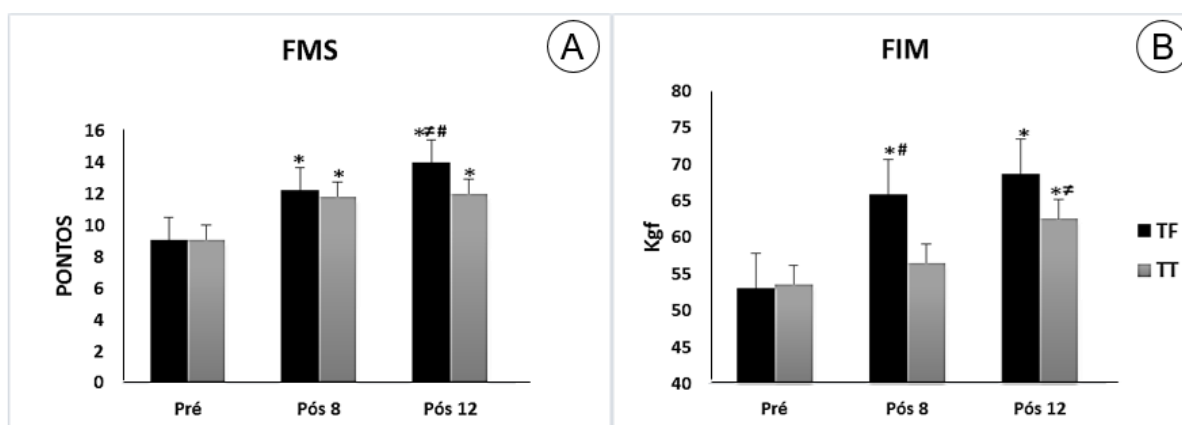 FMS
A
PONTOS
16
14
12
10
8
6
4
2
0
*
*
*≠#
*
Pré
Pós 8
Pós 12
FIM
B
Kgf
80
75
70
65
60
55
50
45
40
*#
*
*≠
Pré
Pós 8
Pós 12
TF
TT